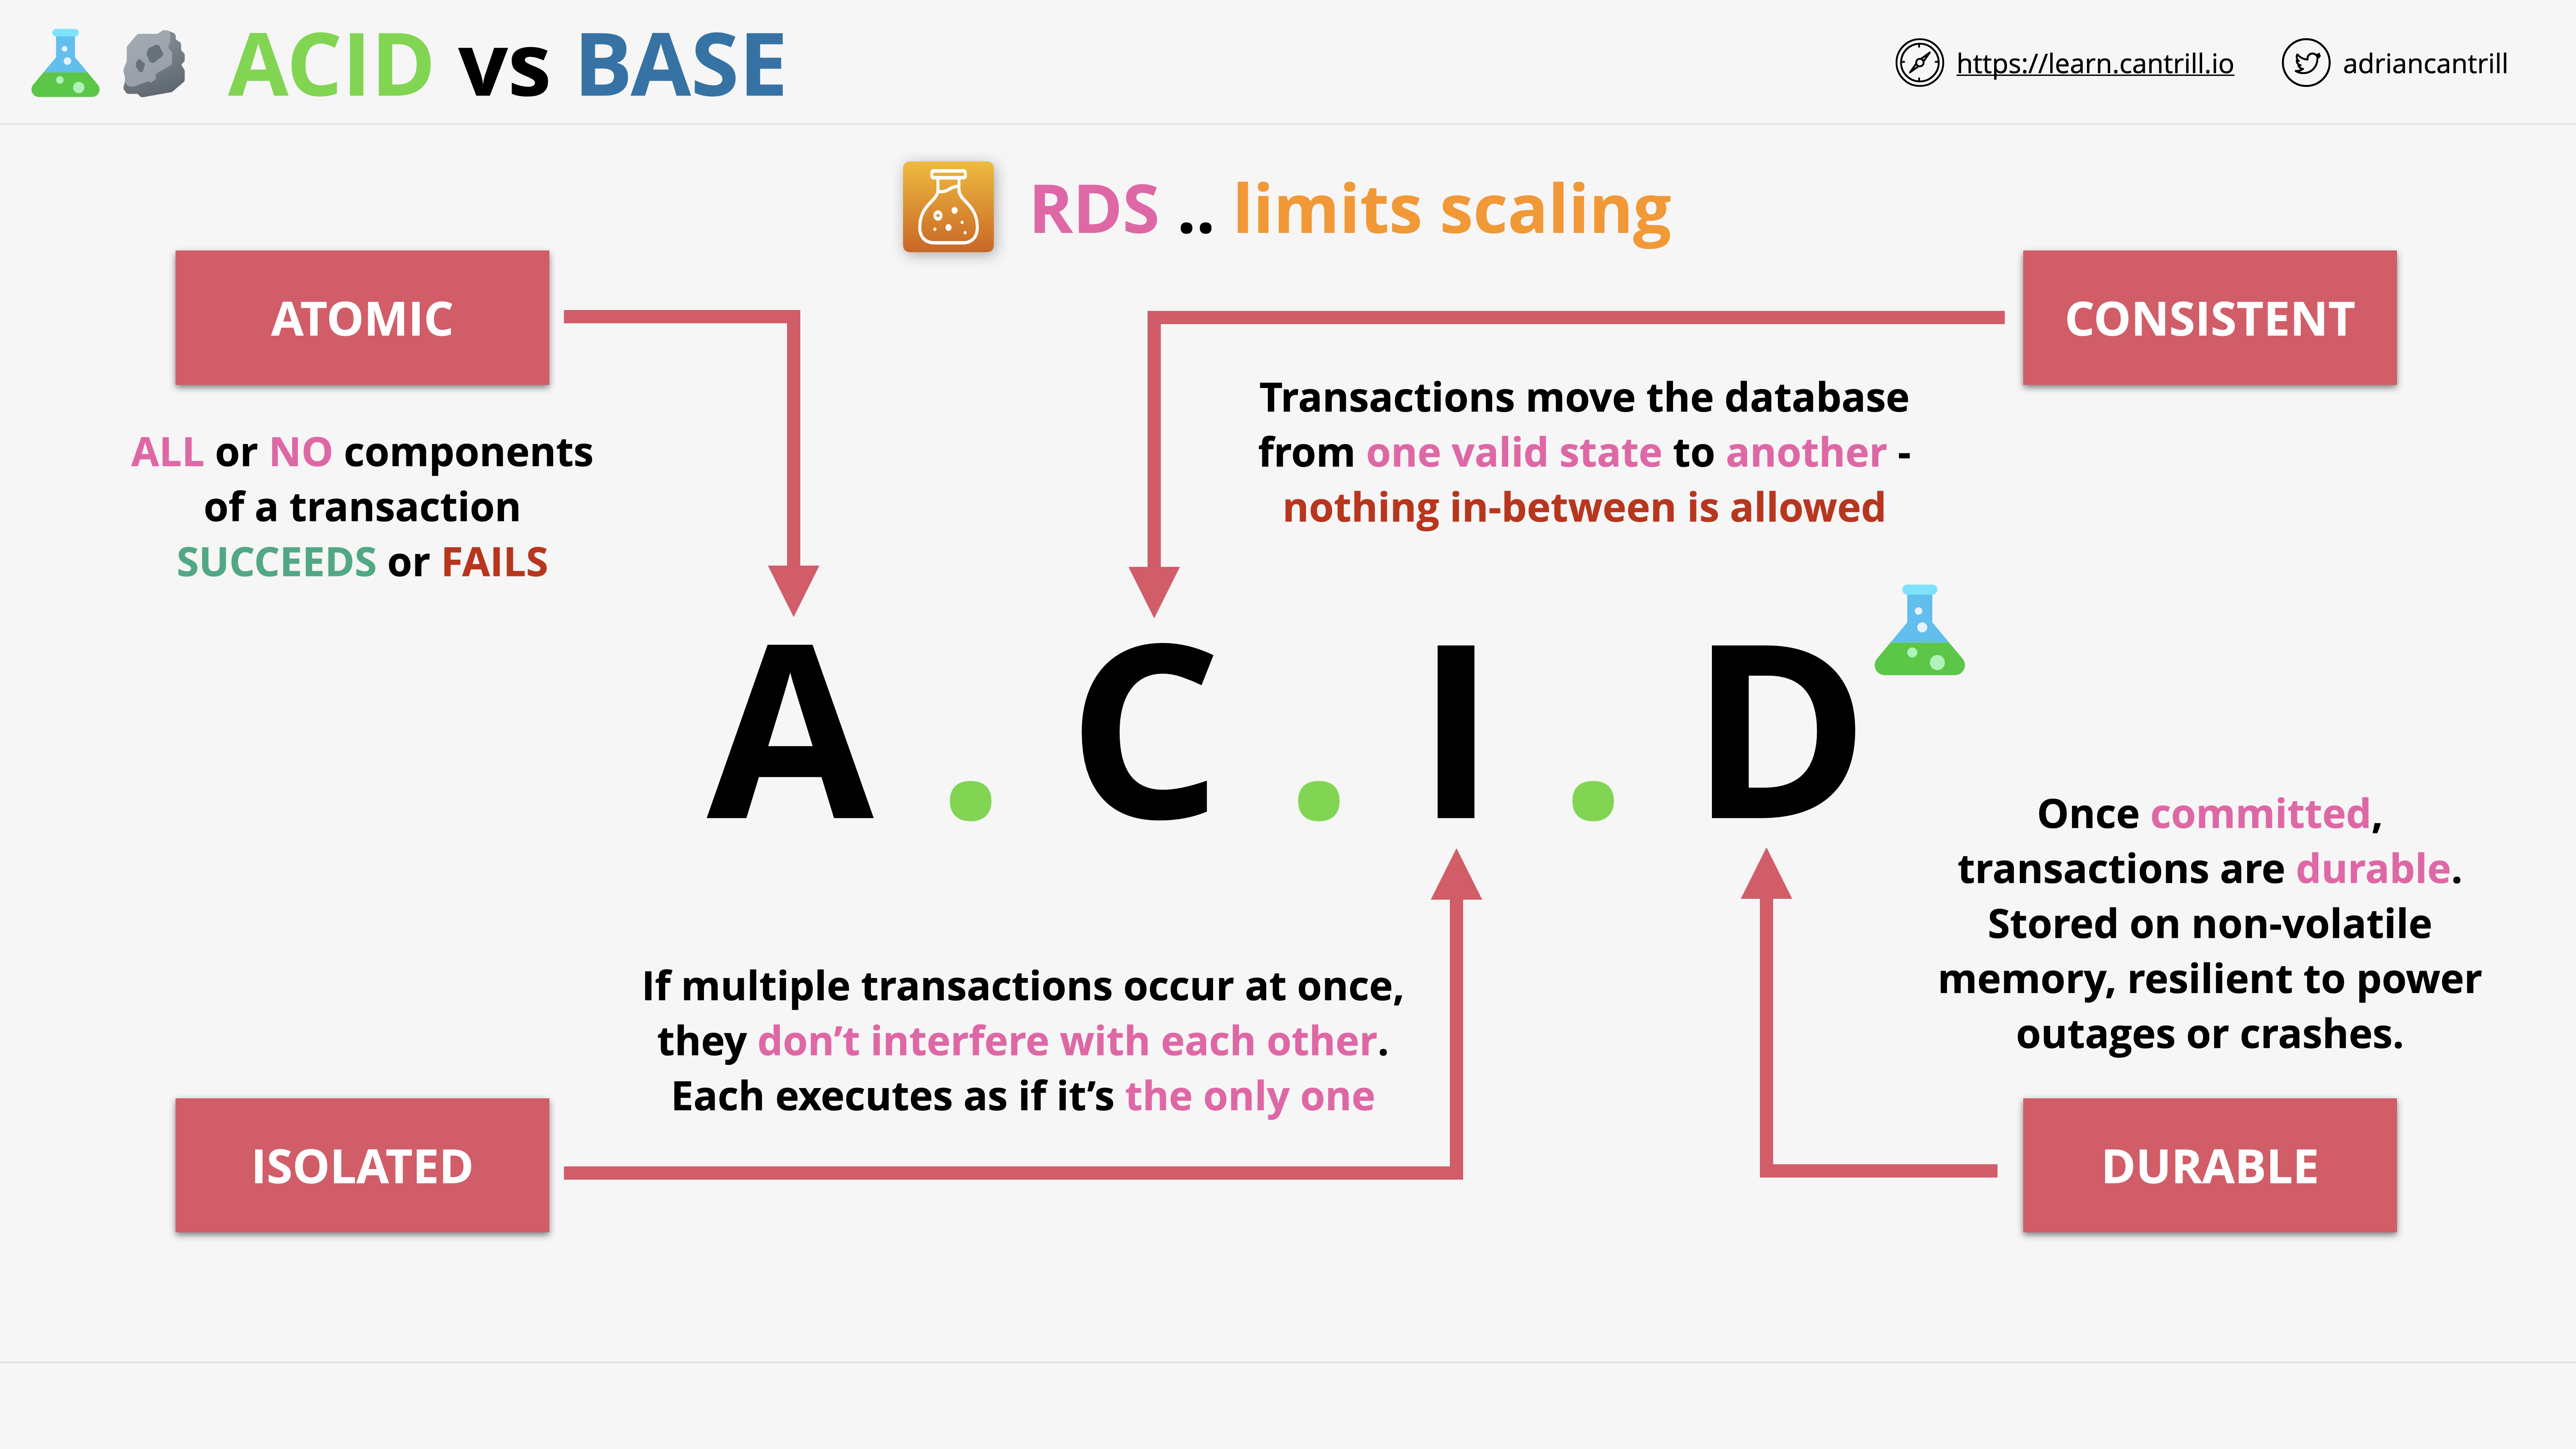 ACID vs BASE
https://learn.cantrill.io
adriancantrill
RDS .. limits scaling
ATOMIC
ALL or NO components
of a transaction
SUCCEEDS or FAILS
CONSISTENT
Transactions move the database
from one valid state to another -
nothing in-between is allowed
A . C . I . D
If multiple transactions occur at once,
they don’t interfere with each other.
Each executes as if it’s the only one
ISOLATED
Once committed,
transactions are durable.
Stored on non-volatile
memory, resilient to power
outages or crashes.
DURABLE